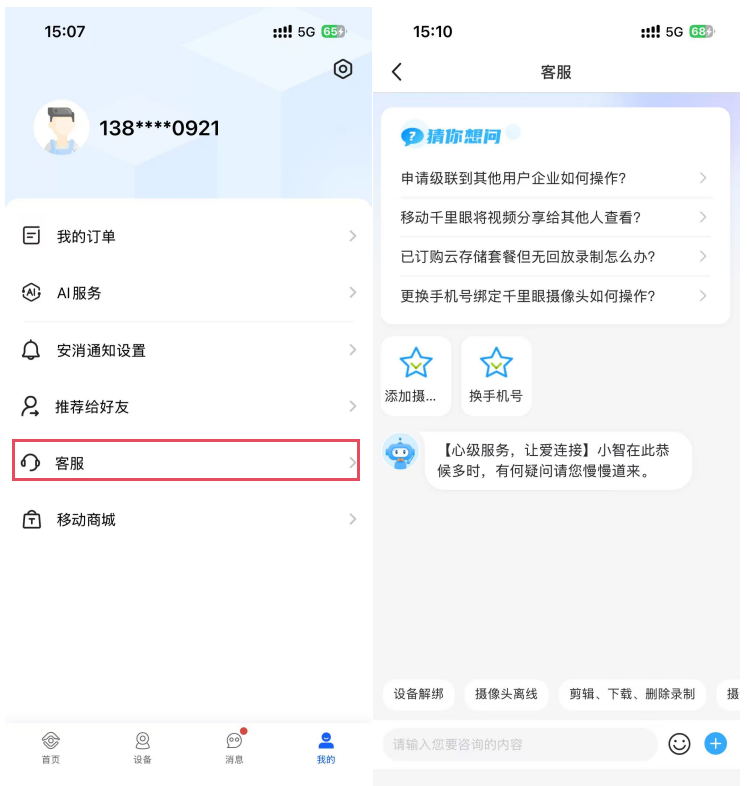 15:07
5G 65
138****0921
我的订单
AI服务
安消通知设置
推荐给好友
客服
移动商城
首页
设备
消息
我的
15:10
5G 68
客服
猜你想问
申请级联到其他用户企业如何操作?
移动千里眼将视频分享给其他人查看?
已订购云存储套餐但无回放录制怎么办?
更换手机号绑定千里眼摄像头如何操作?
添加摄...
换手机号
【心级服务，让爱连接】小智在此恭
候多时，有何疑问请您慢慢道来。
设备解绑
摄像头离线
剪辑、下载、删除录制
摄
请输入您要咨询的内容